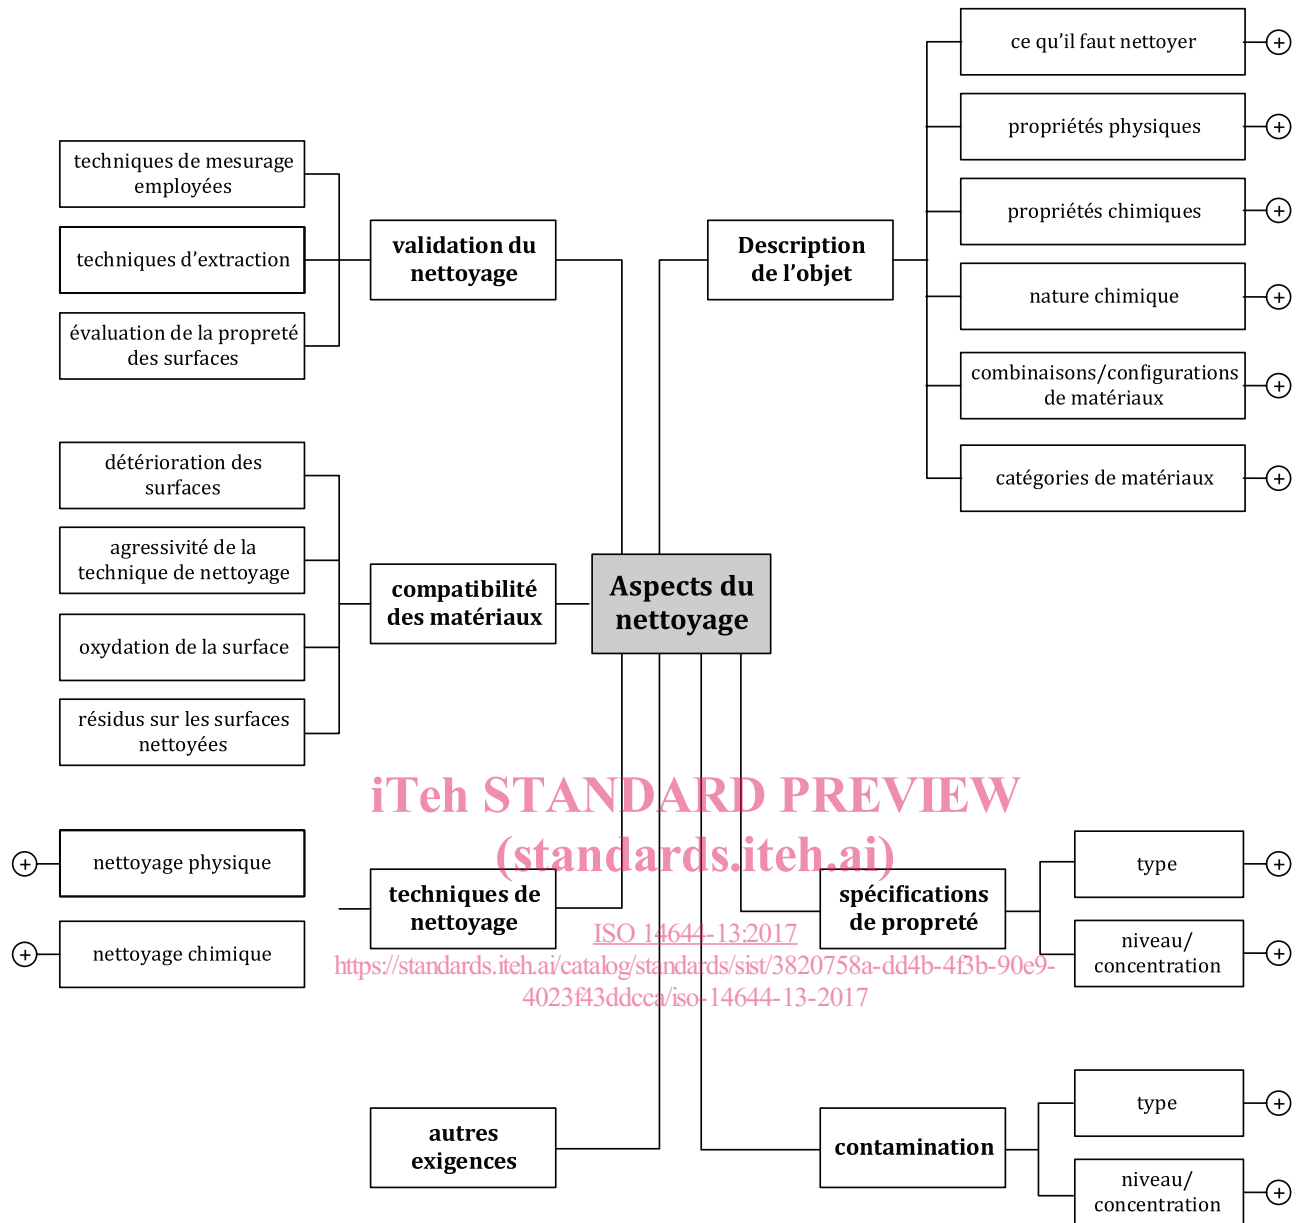 ce qu’il faut nettoyer
+
propriétés physiques
+
propriétés chimiques
+
nature chimique
+
combinaisons/configurations
de matériaux
+
catégories de matériaux
+
Description
de l’objet
techniques de mesurage
employées
techniques d’extraction
évaluation de la propreté
des surfaces
validation du
nettoyage
détérioration des
surfaces
agressivité de la
technique de nettoyage
oxydation de la surface
résidus sur les surfaces
nettoyées
compatibilité
des matériaux
Aspects du
nettoyage
iTeh STANDARD PREVIEW
(standards.iteh.ai)
+
nettoyage physique
+
nettoyage chimique
techniques de
nettoyage
spécifications
de propreté
type
+
niveau/
concentration
+
ISO 14644-13:2017
https://standards.iteh.ai/catalog/standards/sist/3820758a-dd4b-4f3b-90e9-
4023f43ddcca/iso-14644-13-2017
autres
exigences
contamination
type
+
niveau/
concentration
+